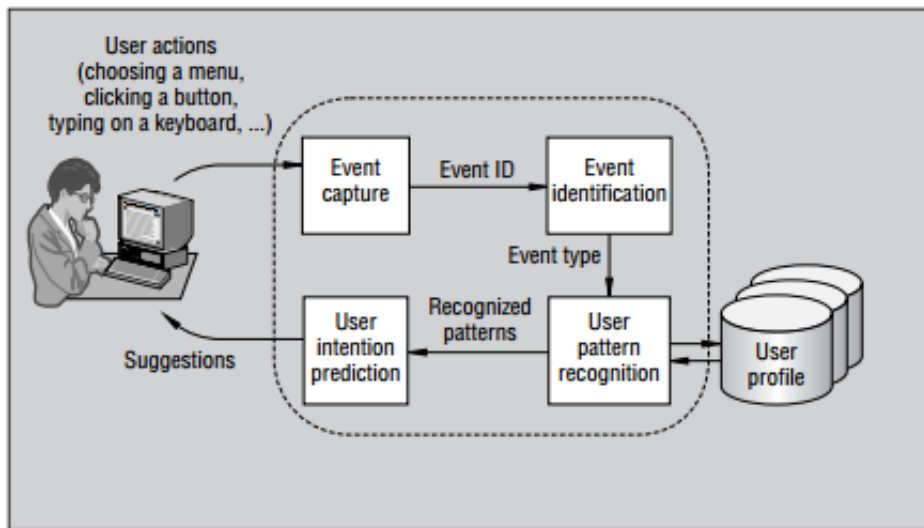 User actions
(choosing a menu,
clicking a button,
typing on a keyboard, ...)
Event
capture
Event ID
Event
identification
Event type
User
pattern
recognition
Recognized
patterns
User
intention
prediction
Suggestions
User
profile